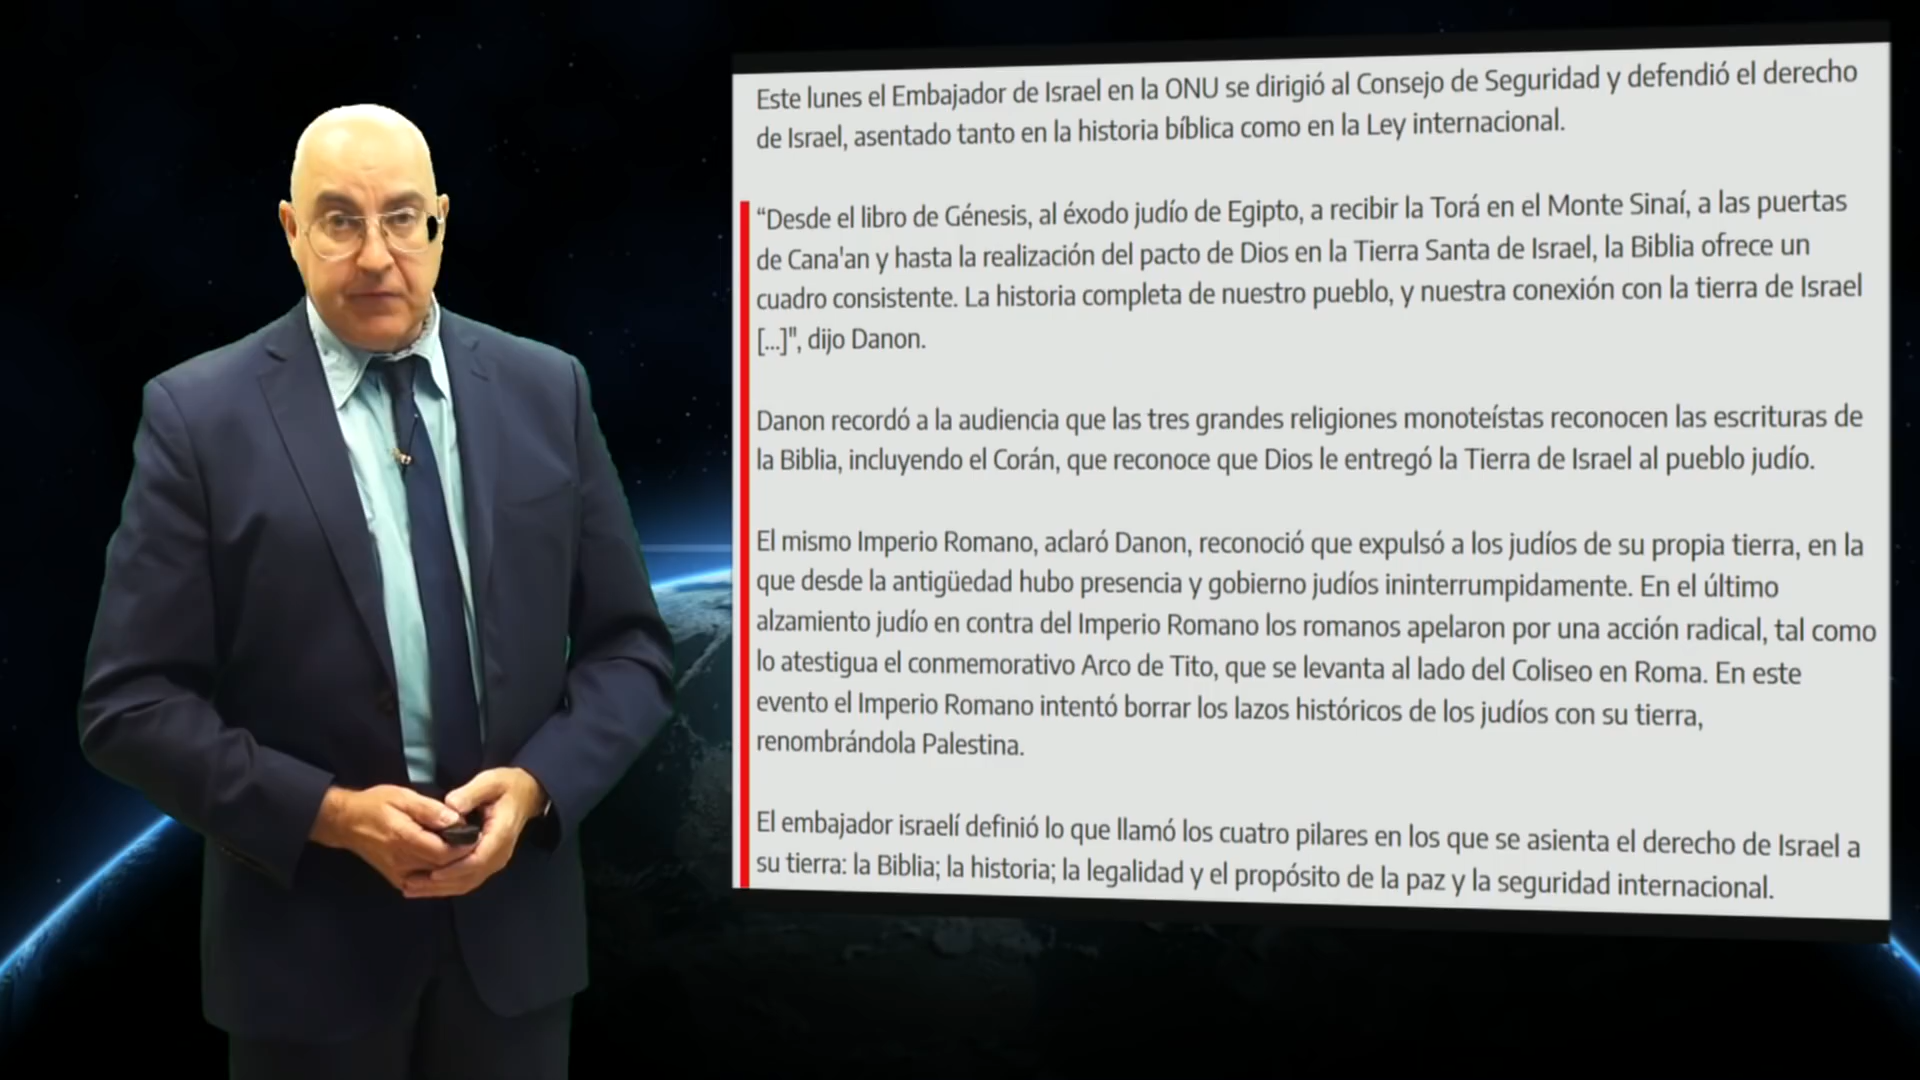 Este lunes el Embajador de Israel en la ONU se dirigió al Consejo de Seguridad y defendió el derecho
de Israel, asentado tanto en la historia bíblica como en la Ley internacional.
“Desde el libro de Génesis, al éxodo judío de Egipto, a recibir la Torá en el Monte Sinaí, a las puertas
de Cana'an y hasta la realización del pacto de Dios en la Tierra Santa de Israel, la Biblia ofrece un
cuadro consistente. La historia completa de nuestro pueblo, y nuestra conexión con la tierra de Israel
[...]", dijo Danon.
Danon recordó a la audiencia que las tres grandes religiones monoteístas reconocen las escrituras de
la Biblia, incluyendo el Corán, que reconoce que Dios le entregó la Tierra de Israel al pueblo judío.
El mismo Imperio Romano, aclaró Danon, reconoció que expulsó a los judíos de su propia tierra, en la
que desde la antigüedad hubo presencia y gobierno judíos ininterrumpidamente. En el último
alzamiento judío en contra del Imperio Romano los romanos apelaron por una acción radical, tal como
lo atestigua el conmemorativo Arco de Tito, que se levanta al lado del Coliseo en Roma. En este
evento el Imperio Romano intentó borrar los lazos históricos de los judíos con su tierra,
renombrándola Palestina.
El embajador israelí definió lo que llamó los cuatro pilares en los que se asienta el derecho de Israel a
su tierra: la Biblia; la historia; la legalidad y el propósito de la paz y la seguridad internacional.